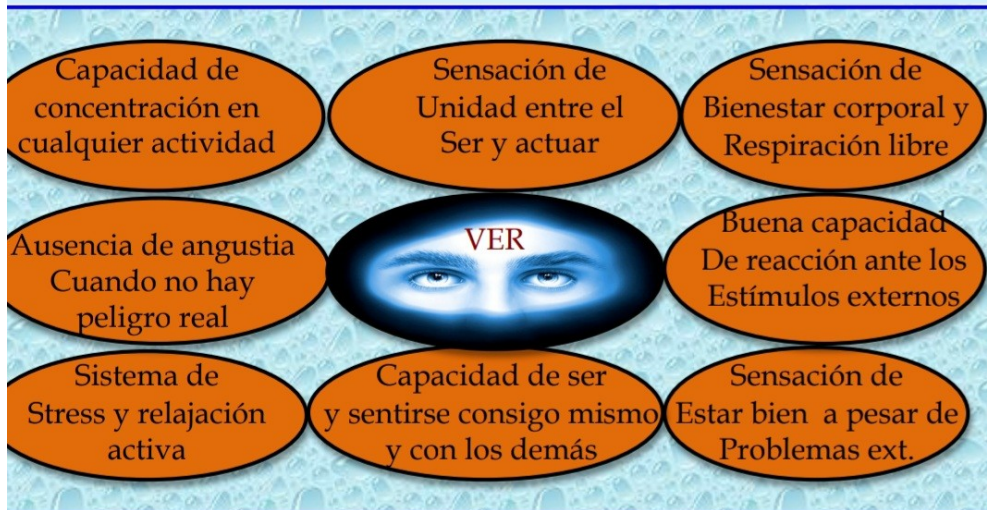 Capacidad de
concentración en
cualquier actividad
Sensación de
Unidad entre el
Ser y actuar
Sensación de
Bienestar corporal y
Respiración libre
Ausencia de angustia
Cuando no hay
peligro real
VER
Buena capacidad
De reacción ante los
Estímulos externos
Sistema de
Stress y relajación
activa
Capacidad de ser
y sentirse consigo mismo
y con los demás
Sensación de
Estar bien a pesar de
Problemas ext.